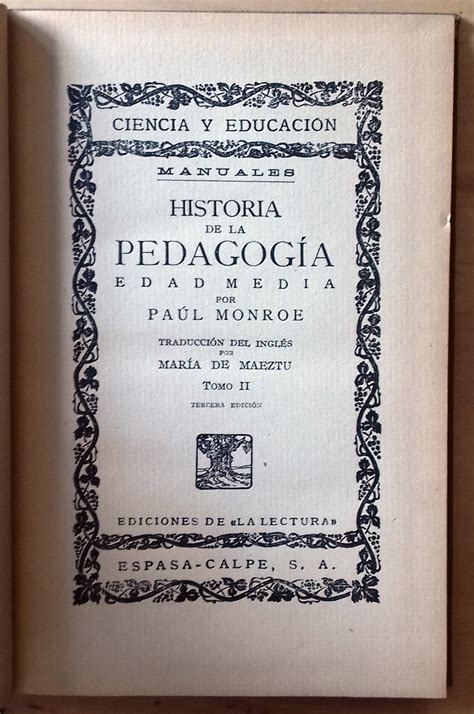 CIENCIA Y EDUCACIÓN
MANUALES
HISTORIA
DE LA
PEDAGOGÍA
EDAD MEDIA
POR
PAÚL MONROE
TRADUCCIÓN DEL INGLÉS
POR
MARÍA DE MAEZTU
TOMO II
TERCERA EDICIÓN
EDICIONES DE «LA LECTURA»
ESPASA-CALPE, S. A.